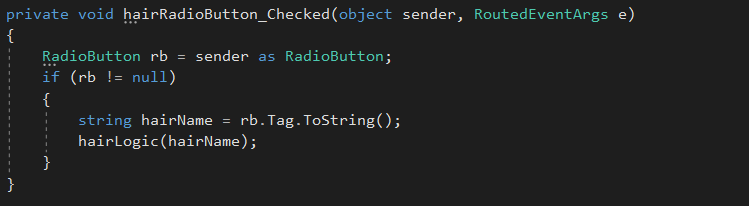 private void hairRadioButton_Checked(object sender, RoutedEventArgs e)
{
    RadioButton rb = sender as RadioButton;
    if (rb != null)
    {
        string hairName = rb.Tag.ToString();
        hairLogic(hairName);
    }
}